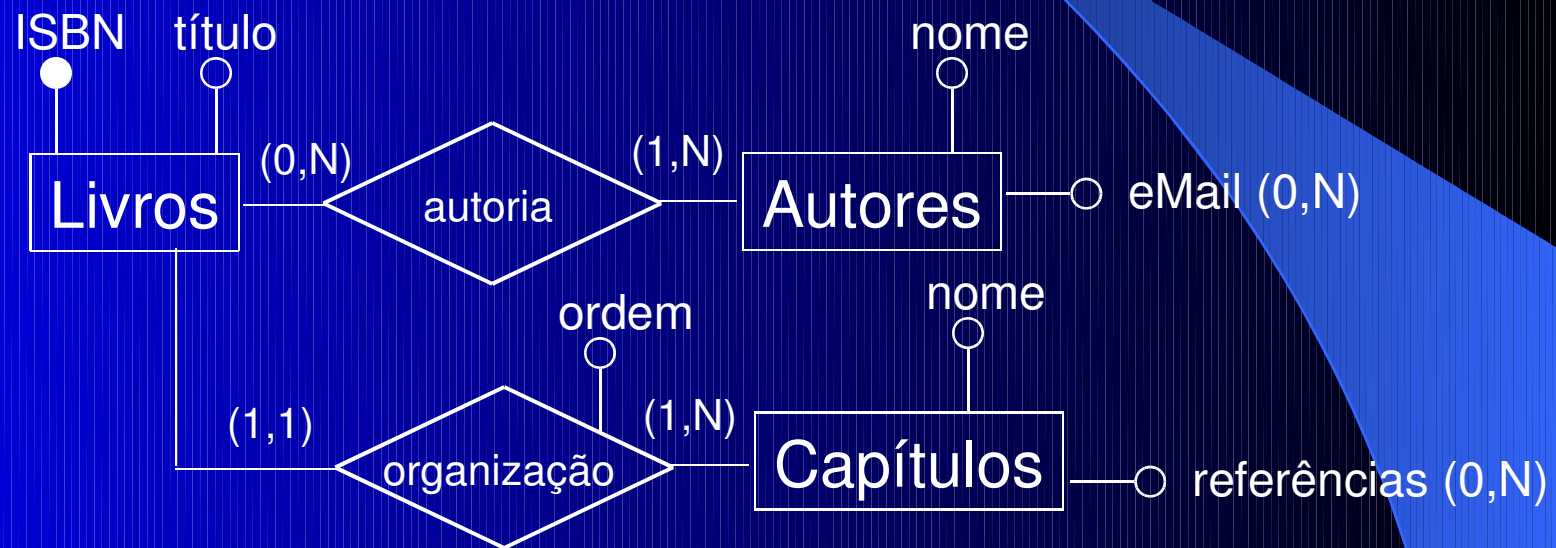 ISBN título nome
(0,N) (1,N)
Livros autoria Autores eMail (0,N)
ordem nome
(1,1) (1,N)
organização Capítulos referências (0,N)